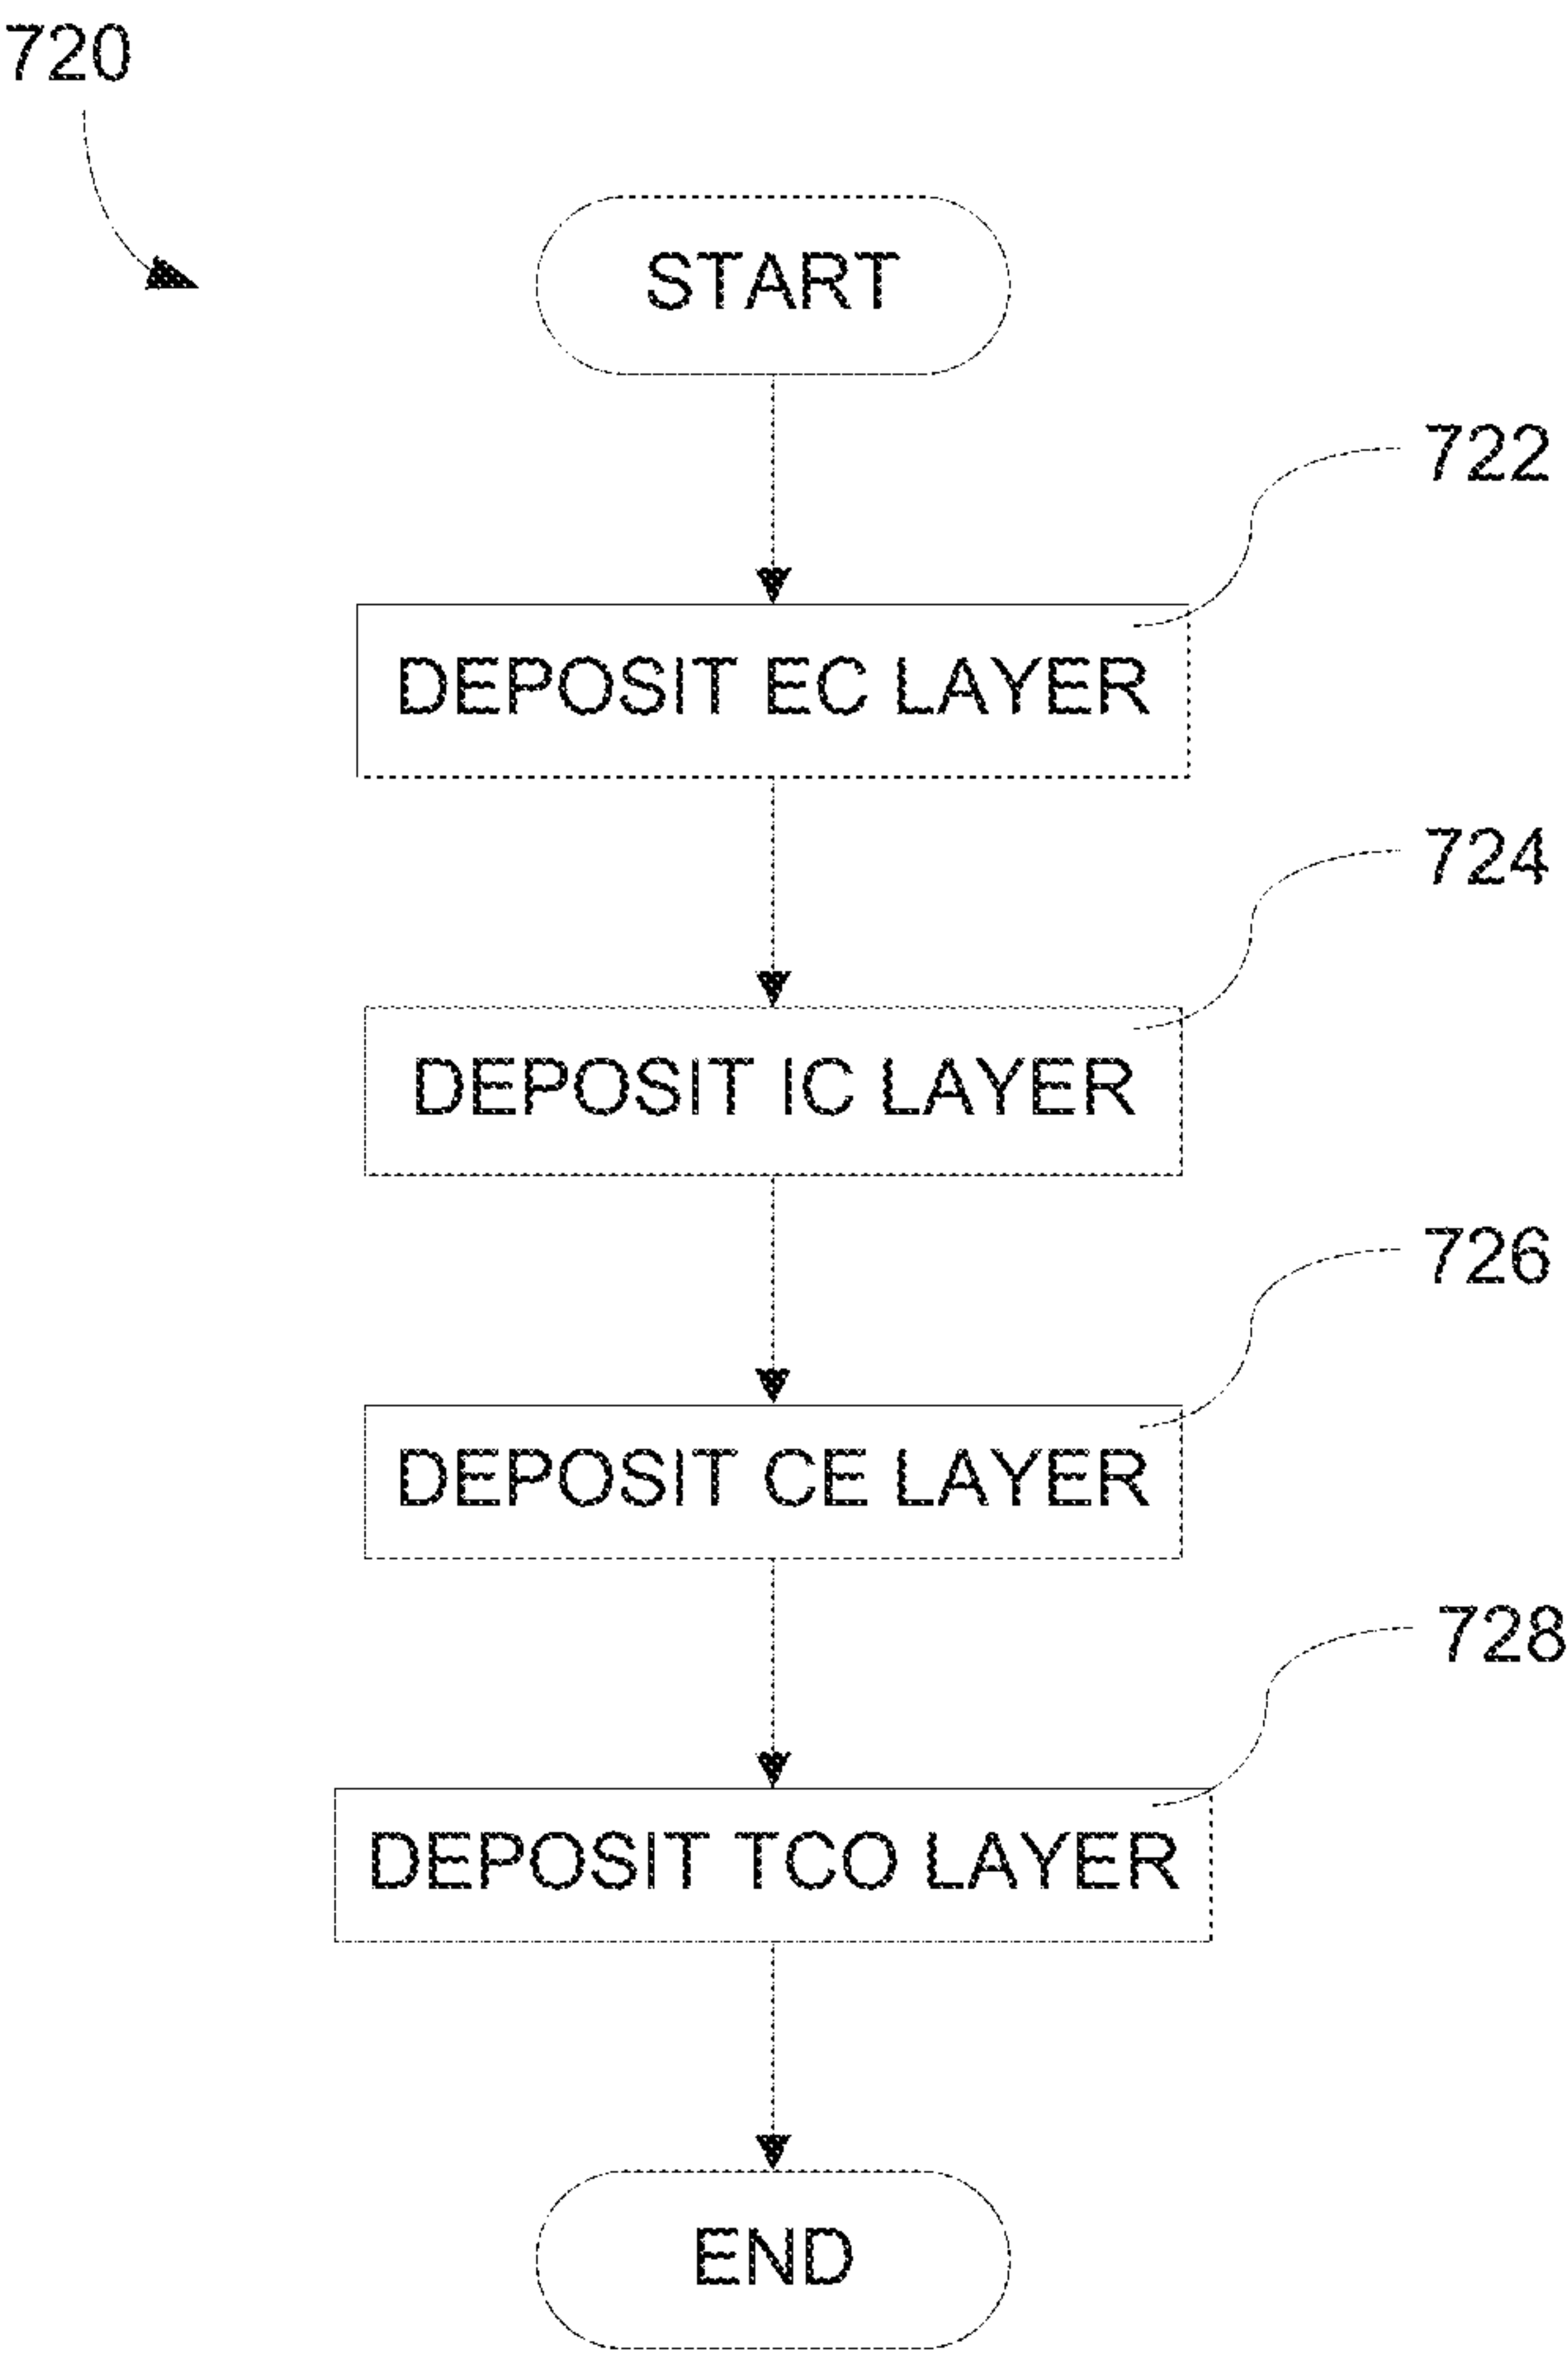 720
START
722
DEPOSIT EC LAYER
724
DEPOSIT IC LAYER
726
DEPOSIT CE LAYER
728
DEPOSIT TCO LAYER
END